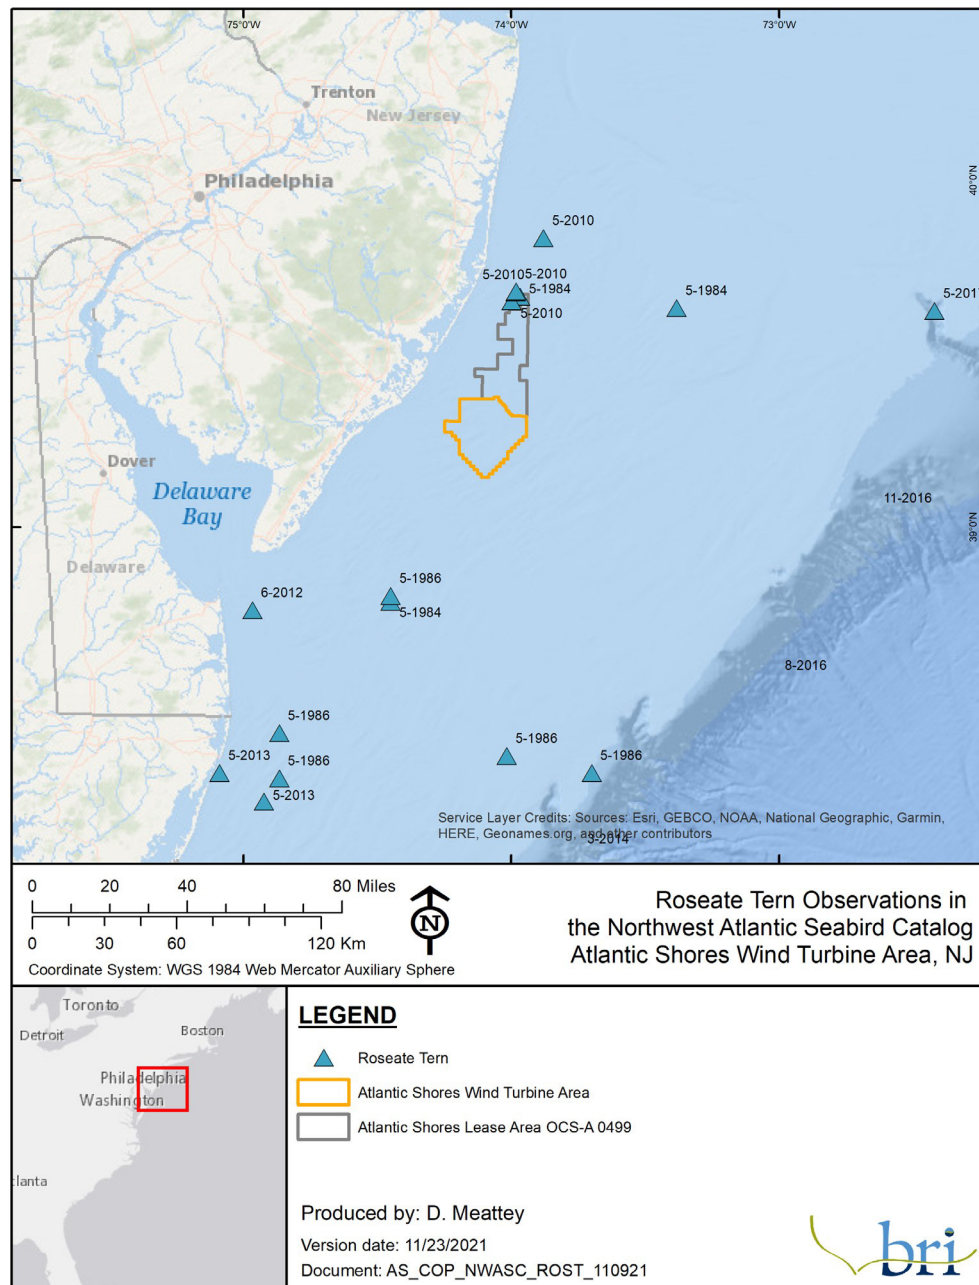 75°0'W
74°0'W
73°0'W
Trenton
New Jersey
Philadelphia
40°0'N
5-2010
5-2010
5-2010
5-1984
5-2010
5-1984
Dover
Delaware
Bay
11-2016
39°0'N
Delaware
6-2012
5-1986
5-1984
8-2016
5-1986
5-2013
5-1986
5-2013
5-1986
5-1986
Service Layer Credits: Sources: Esri, GEBCO, NOAA, National Geographic, Garmin,
HERE, Geonames.org, and other contributors
3-2014
0 20 40 80 Miles
0 30 60 120 Km
N
Coordinate System: WGS 1984 Web Mercator Auxiliary Sphere
Roseate Tern Observations in
the Northwest Atlantic Seabird Catalog
Atlantic Shores Wind Turbine Area, NJ
Toronto
Detroit
Boston
Philadelphia
Washington
tlanta
LEGEND
Roseate Tern
Atlantic Shores Wind Turbine Area
Atlantic Shores Lease Area OCS-A 0499
Produced by: D. Meattey
Version date: 11/23/2021
Document: AS_COP_NWASC_ROST_110921
bri